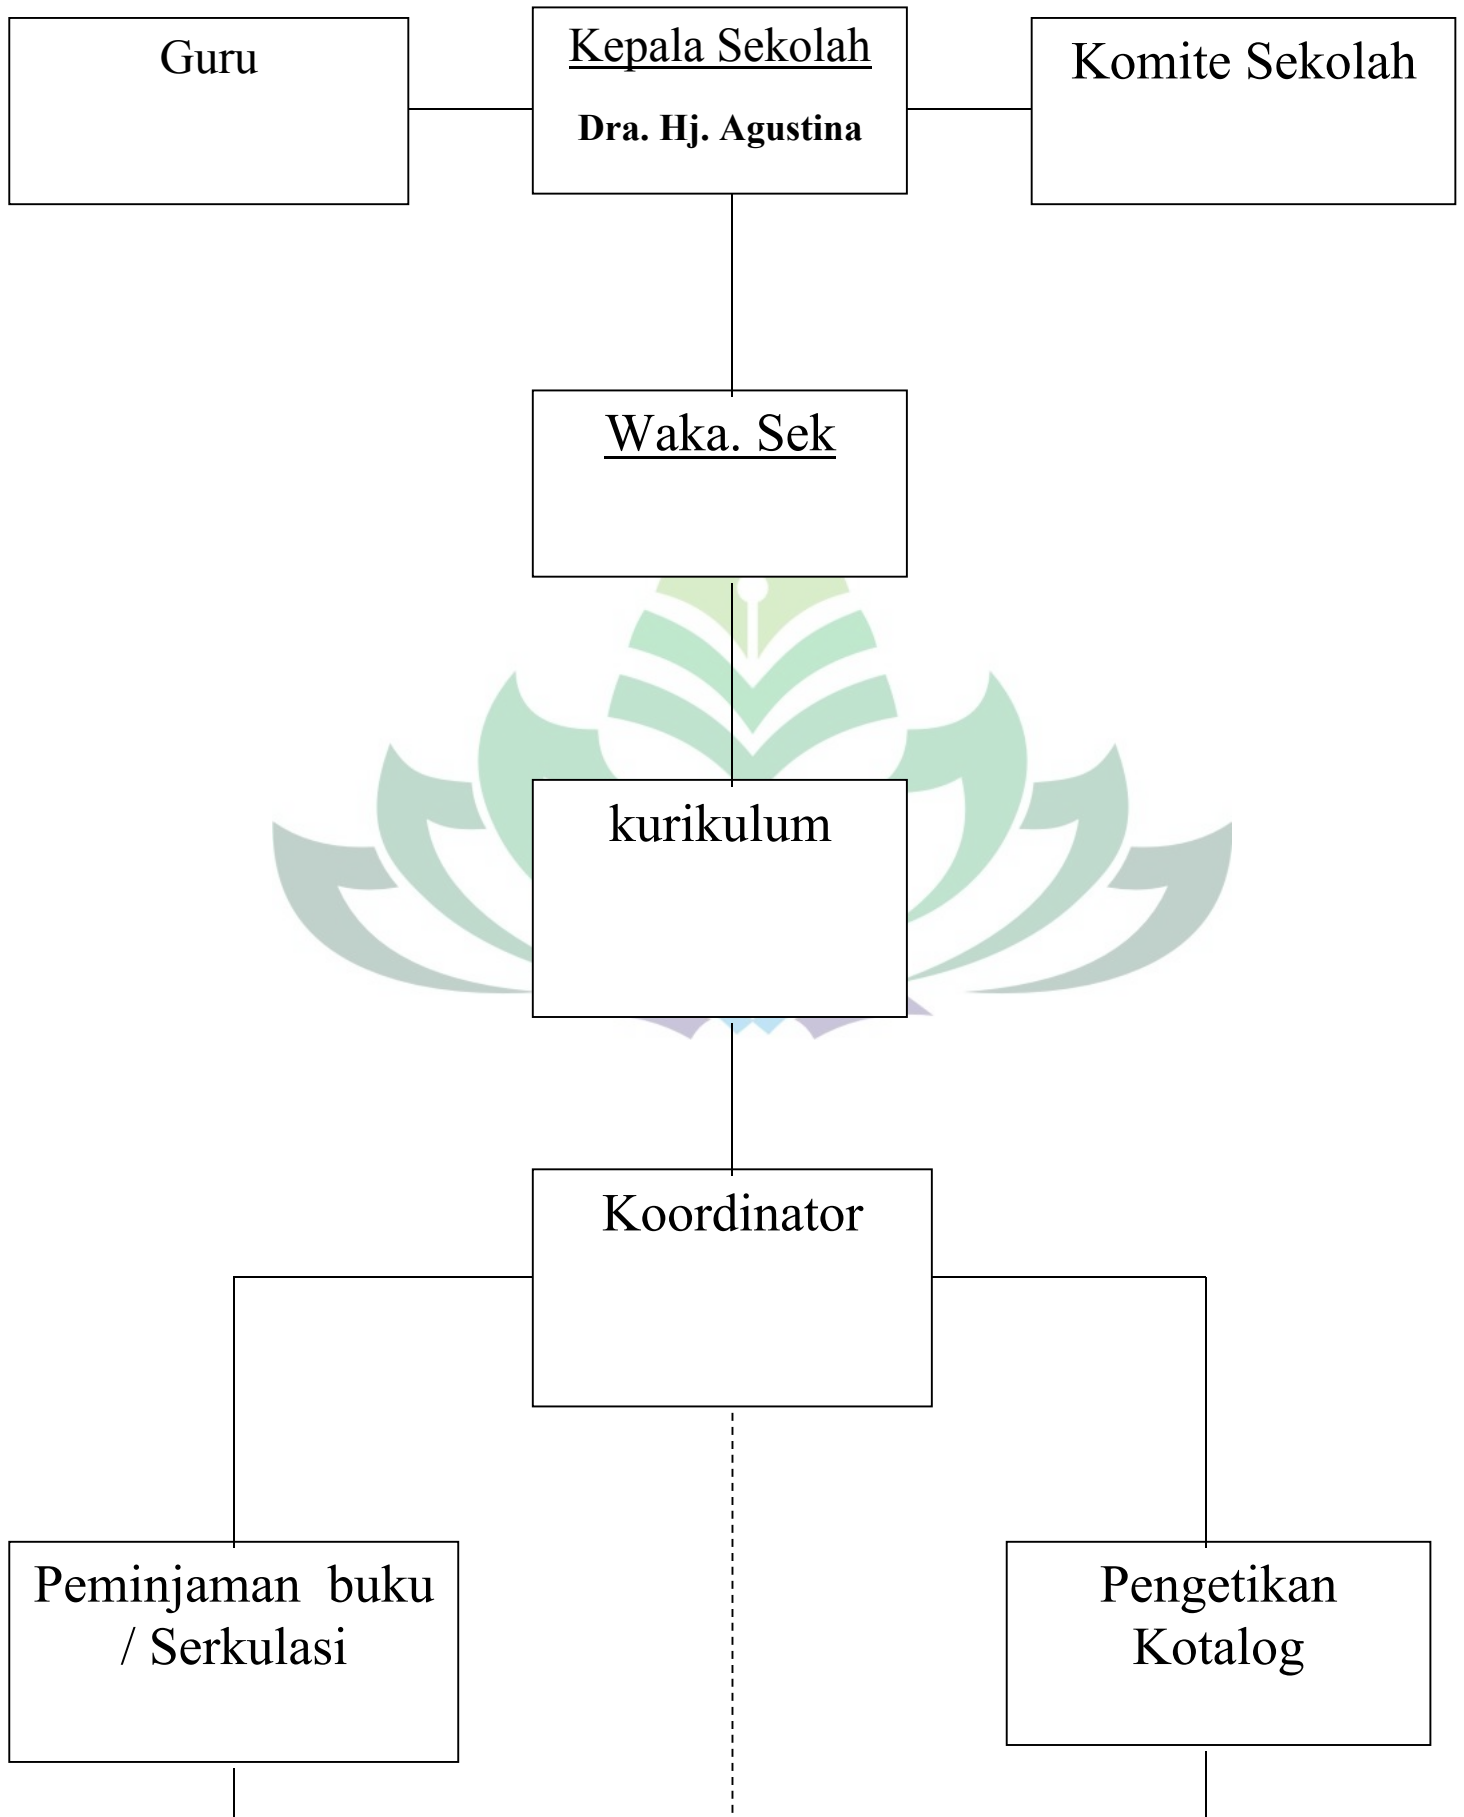 Guru
Kepala Sekolah
Dra. Hj. Agustina
Komite Sekolah
Waka. Sek
kurikulum
Koordinator
Peminjaman buku
/ Serkulasi
Pengetikan
Kotalog